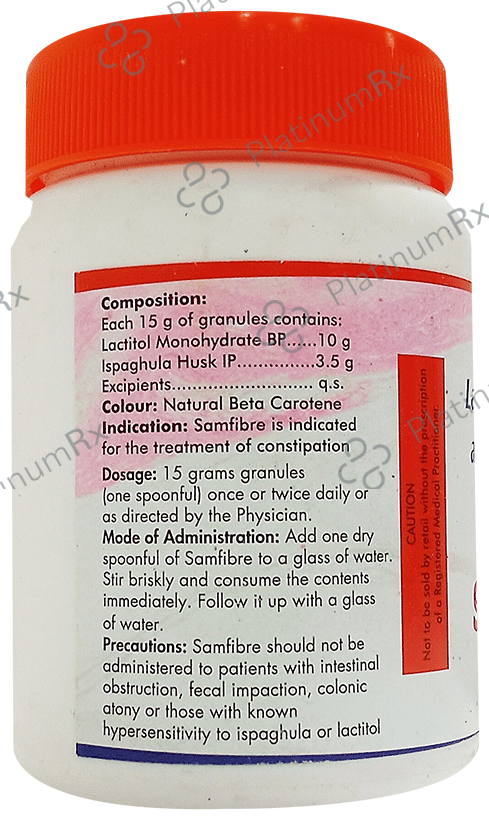 Composition:
Each 15 g of granules contains:
Lactitol Monohydrate BP.....10 g
Ispaghula Husk IP..............3.5 g
Excipients.......................... q.s.
Colour: Natural Beta Carotene
Indication: Samfibre is indicated
for the treatment of constipation
Dosage: 15 grams granules
(one spoonful) once or twice daily or
as directed by the Physician.
Mode of Administration: Add one dry
spoonful of Samfibre to a glass of water.
Stir briskly and consume the contents
immediately. Follow it up with a glass
of water.
Precautions: Samfibre should not be
administered to patients with intestinal
obstruction, fecal impaction, colonic
atony or those with known
hypersensitivity to ispaghula or lactitol
CAUTION
Not to be sold by retail without the prescription
of a Registered Medical Practitioner.
PlatinumRx
PlatinumRx
PlatinumRx
PlatinumRx
Rx
PlatinumRx